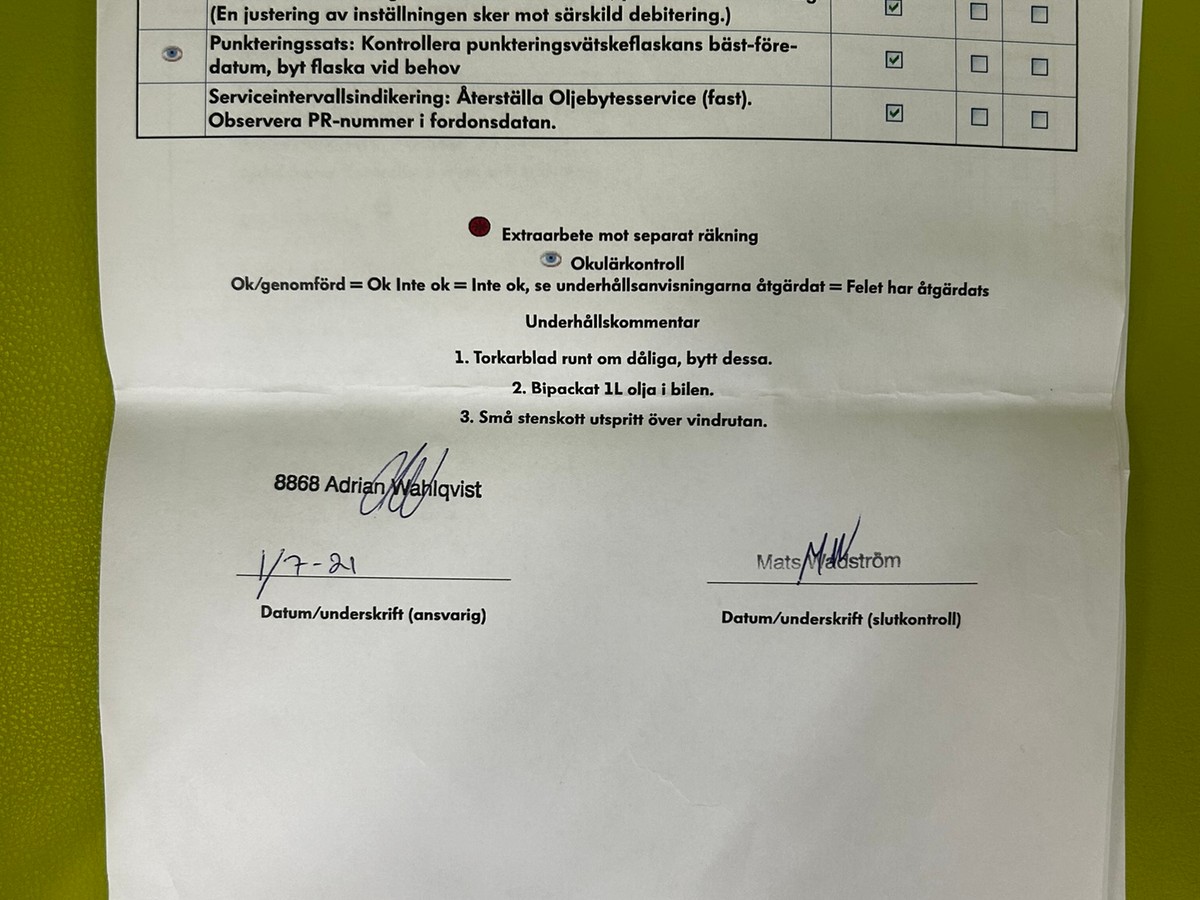 (En justering av inställningen sker mot särskild debitering.)
Punkteringssats: Kontrollera punkteringsvätskeflaskans bäst-före-
datum, byt flaska vid behov
Serviceintervallsindikering: Återställa Oljebytesservice (fast).
Observera PR-nummer i fordonsdatan.
Extraarbete mot separat räkning
Okulärkontroll
Ok/genomförd = Ok Inte ok = Inte ok, se underhållsanvisningarna åtgärdat = Felet har åtgärdats
Underhållskommentar
1. Torkarblad runt om dåliga, bytt dessa.
2. Bipackat 1L olja i bilen.
3. Små stenskott utspritt över vindrutan.
8868 Adrian Wahlqvist
Mats Wadström
1/7-21
Datum/underskrift (ansvarig)
Datum/underskrift (slutkontroll)